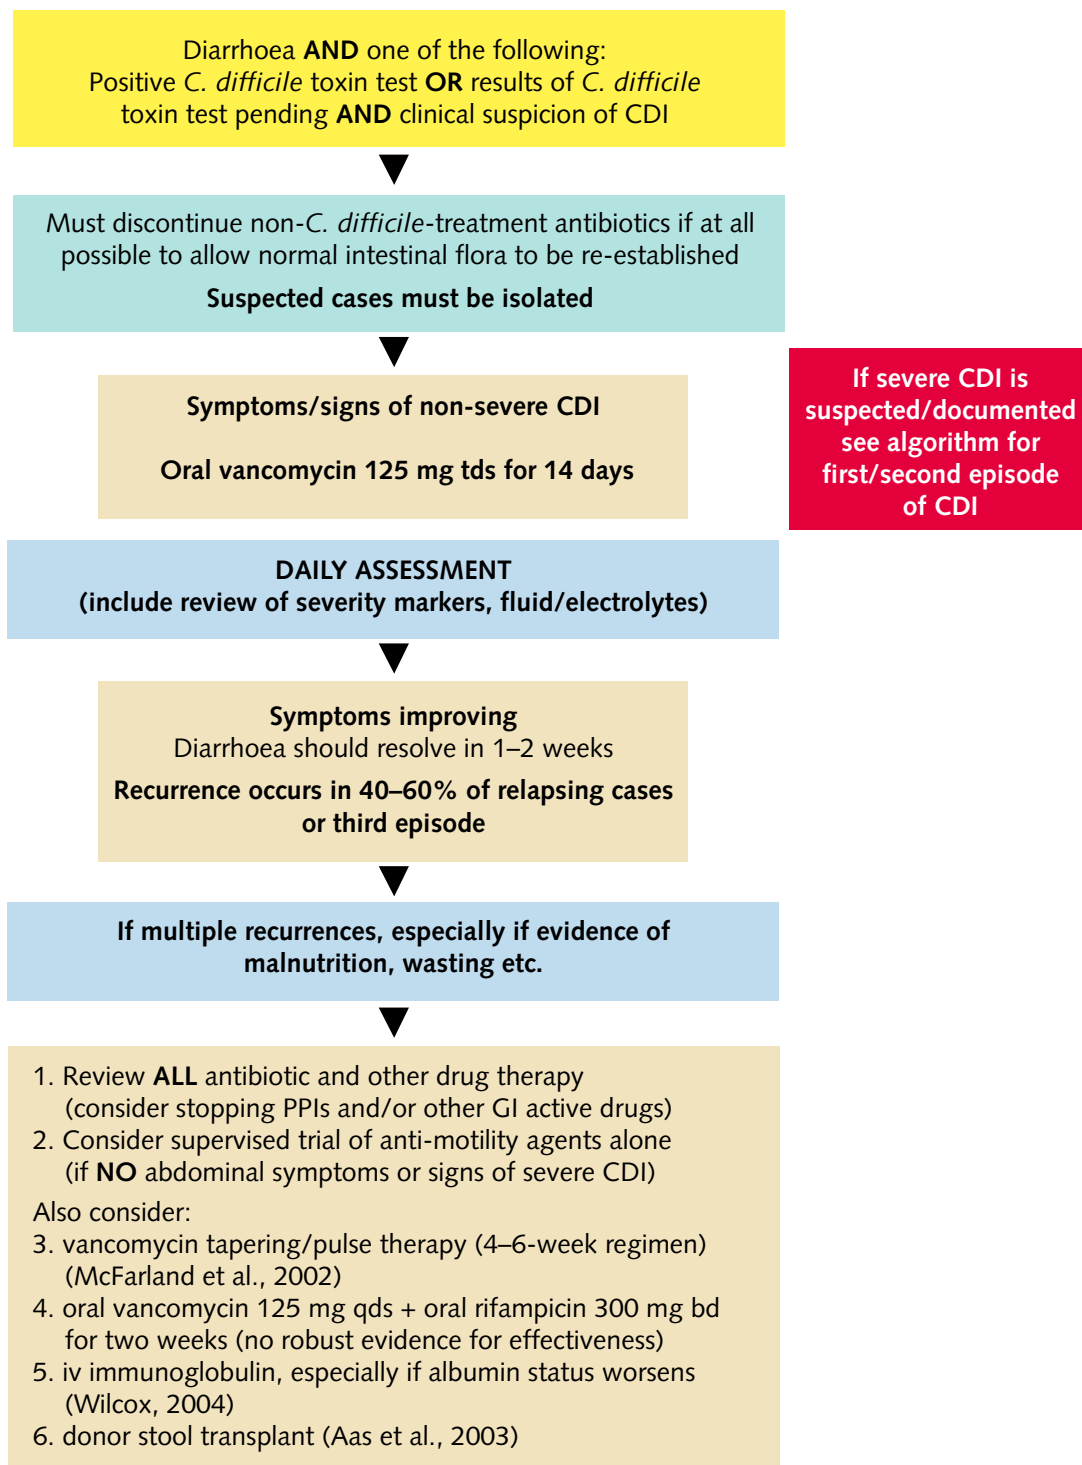 Diarrhoea AND one of the following:
Positive C. difficile toxin test OR results of C. difficile
toxin test pending AND clinical suspicion of CDI
Must discontinue non-C. difficile-treatment antibiotics if at all
possible to allow normal intestinal flora to be re-established
Suspected cases must be isolated
Symptoms/signs of non-severe CDI
Oral vancomycin 125 mg tds for 14 days
If severe CDI is
suspected/documented
see algorithm for
first/second episode
of CDI
DAILY ASSESSMENT
(include review of severity markers, fluid/electrolytes)
Symptoms improving
Diarrhoea should resolve in 1–2 weeks
Recurrence occurs in 40–60% of relapsing cases
or third episode
If multiple recurrences, especially if evidence of
malnutrition, wasting etc.
1. Review ALL antibiotic and other drug therapy
(consider stopping PPIs and/or other GI active drugs)
2. Consider supervised trial of anti-motility agents alone
(if NO abdominal symptoms or signs of severe CDI)
Also consider:
3. vancomycin tapering/pulse therapy (4–6-week regimen)
(McFarland et al., 2002)
4. oral vancomycin 125 mg qds + oral rifampicin 300 mg bd
for two weeks (no robust evidence for effectiveness)
5. iv immunoglobulin, especially if albumin status worsens
(Wilcox, 2004)
6. donor stool transplant (Aas et al., 2003)